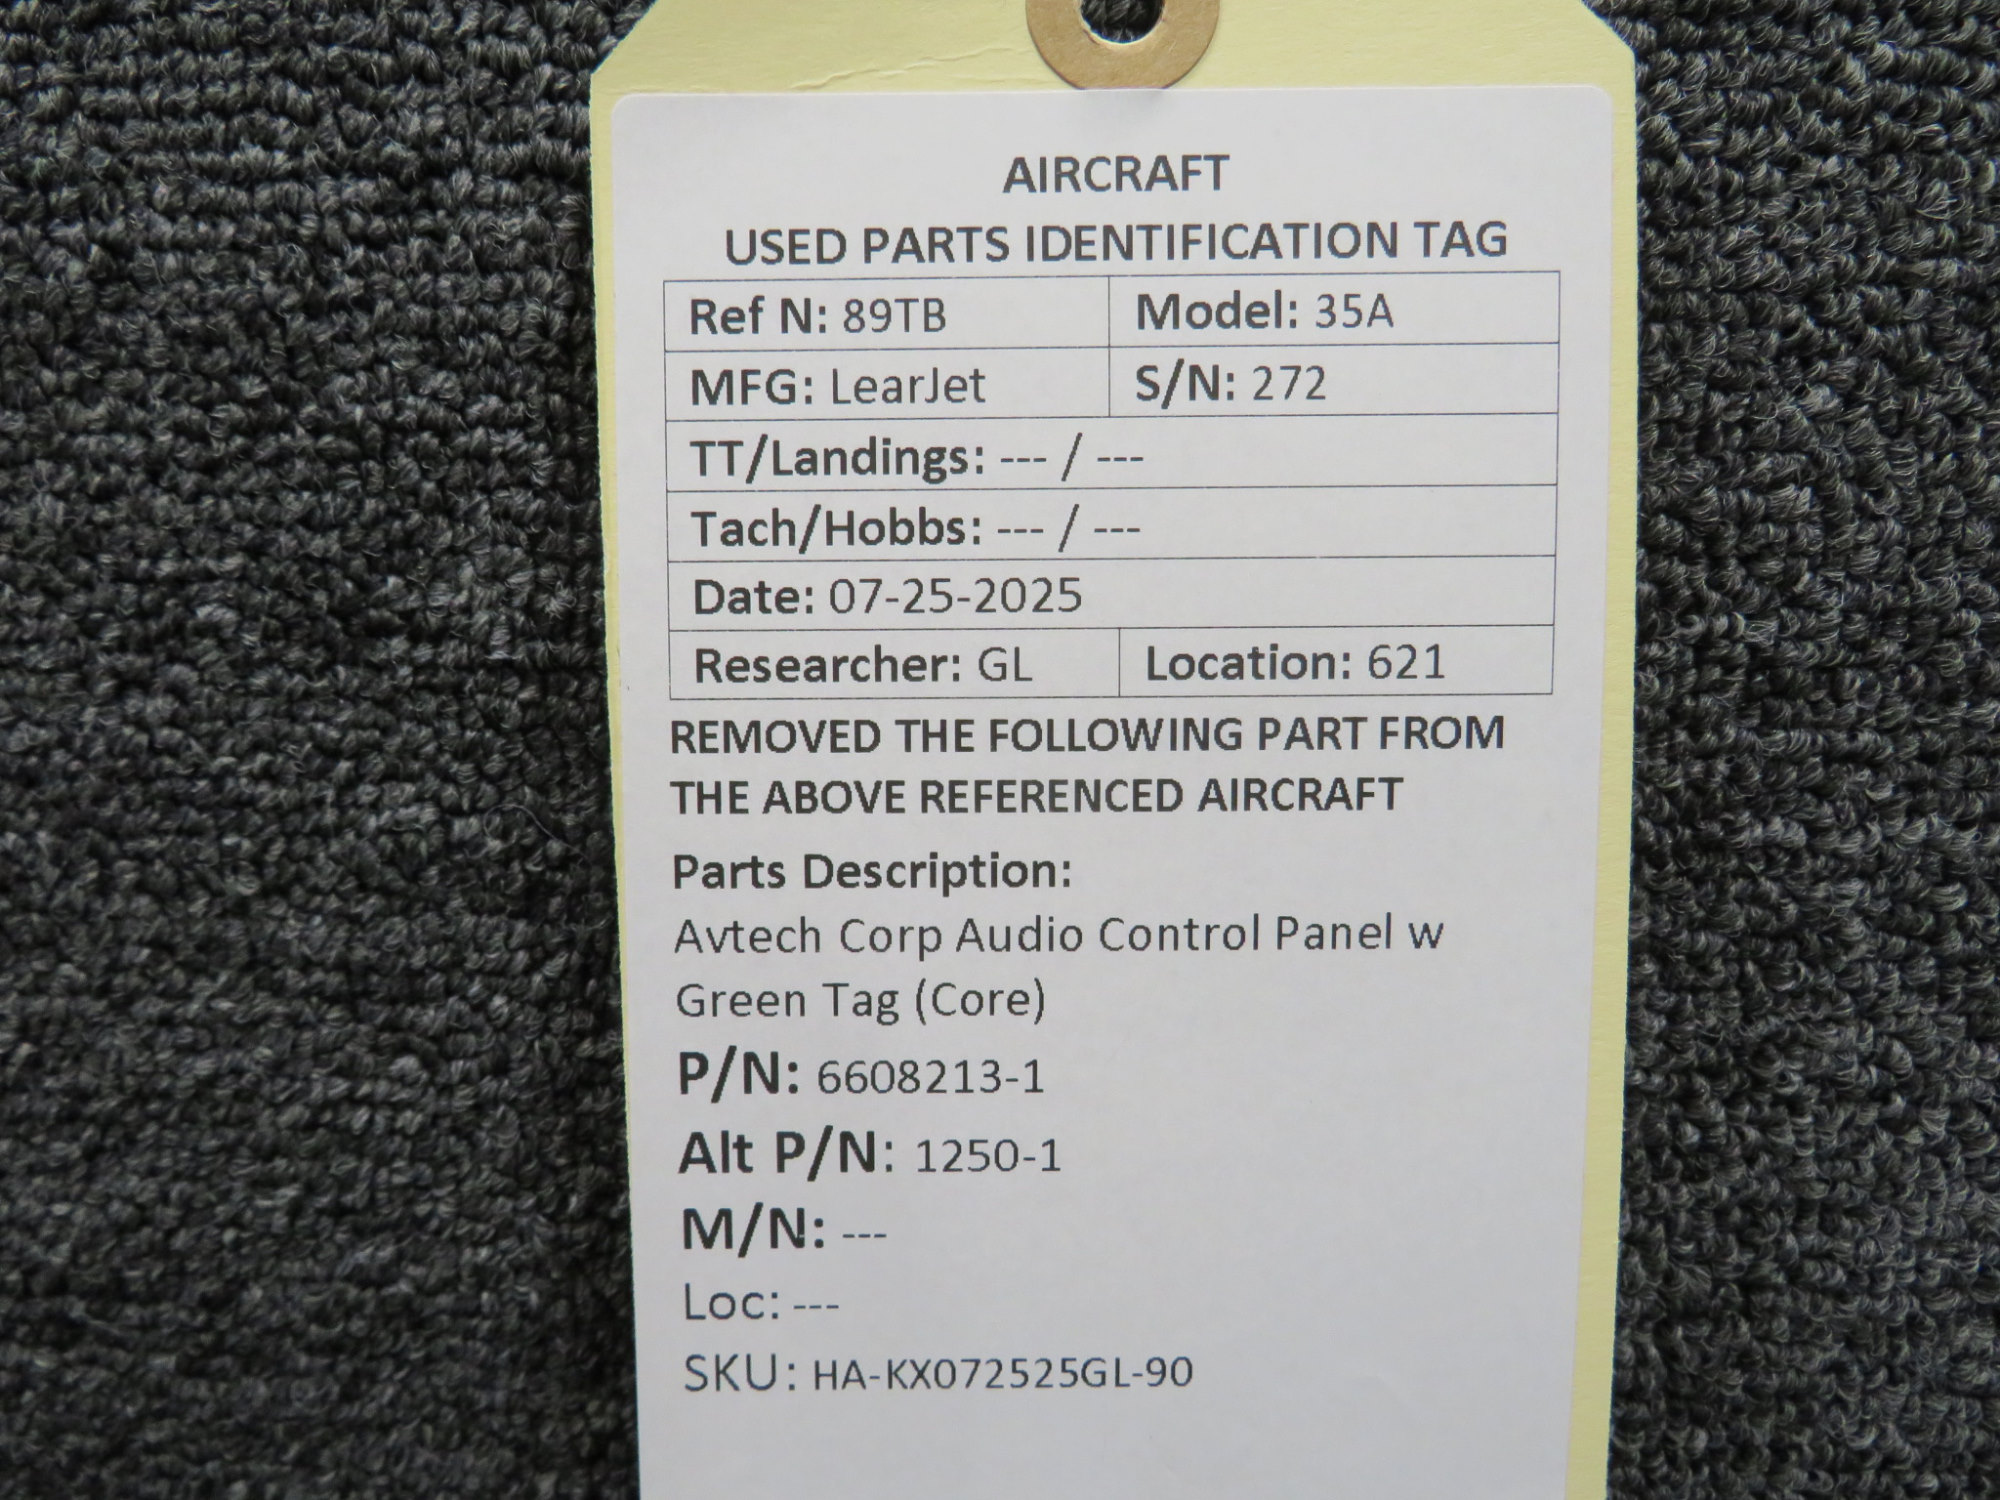 AIRCRAFT
USED PARTS IDENTIFICATION TAG
Ref N: 89TB Model: 35A
MFG: LearJet S/N: 272
TT/Landings: --- / ---
Tach/Hobbs: --- / ---
Date: 07-25-2025
Researcher: GL Location: 621
REMOVED THE FOLLOWING PART FROM
THE ABOVE REFERENCED AIRCRAFT
Parts Description:
Avtech Corp Audio Control Panel w
Green Tag (Core)
P/N: 6608213-1
Alt P/N: 1250-1
M/N: ---
Loc: ---
SKU: HA-KX072525GL-90